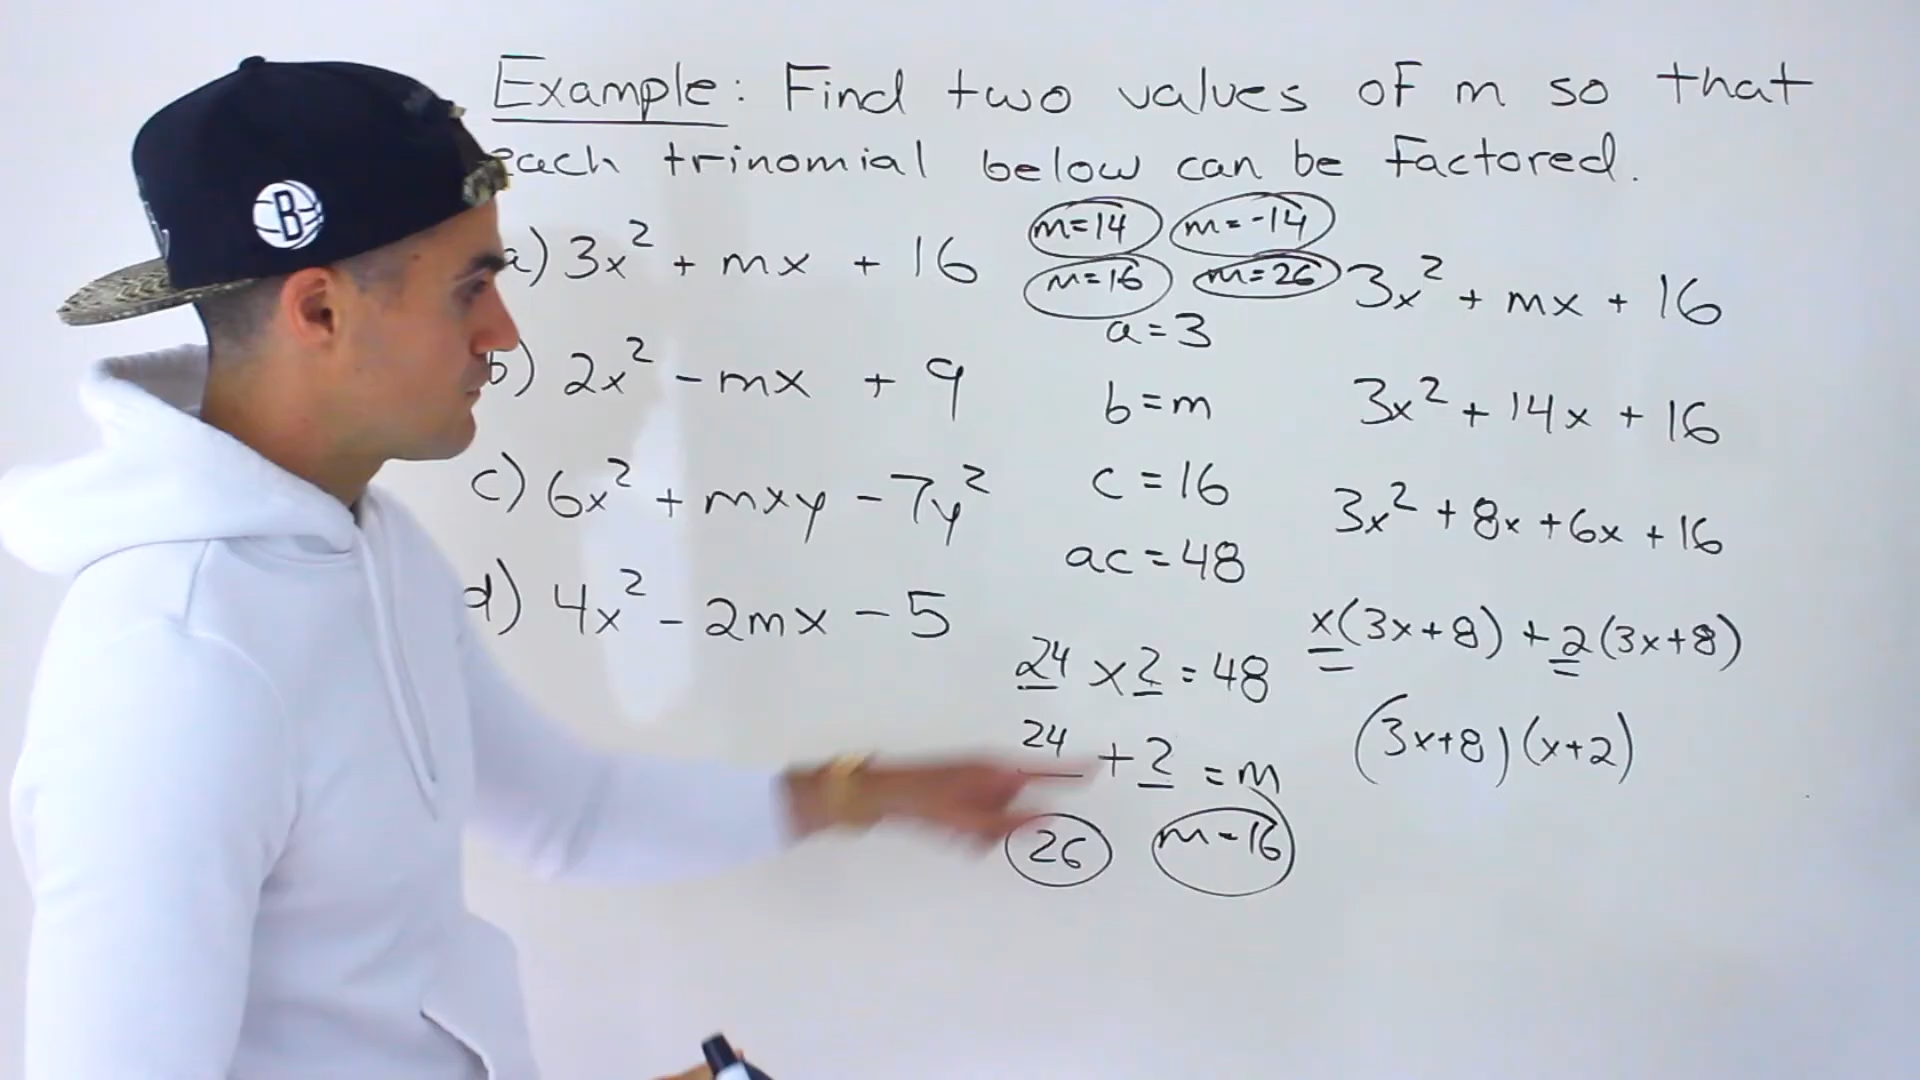 Example: Find two values of m so that
each trinomial below can be factored.
a) 3x² + mx + 16
b) 2x² - mx + 9
c) 6x² + mxy - 7y²
d) 4x² - 2mx - 5
m=14 m=-14
m=16 m=26
a=3
b=m
c=16
ac=48
24 x 2 = 48
24 + 2 = m
26 m=16
3x² + mx + 16
3x² + 14x + 16
3x² + 8x + 6x + 16
x(3x+8) + 2(3x+8)
(3x+8)(x+2)
B